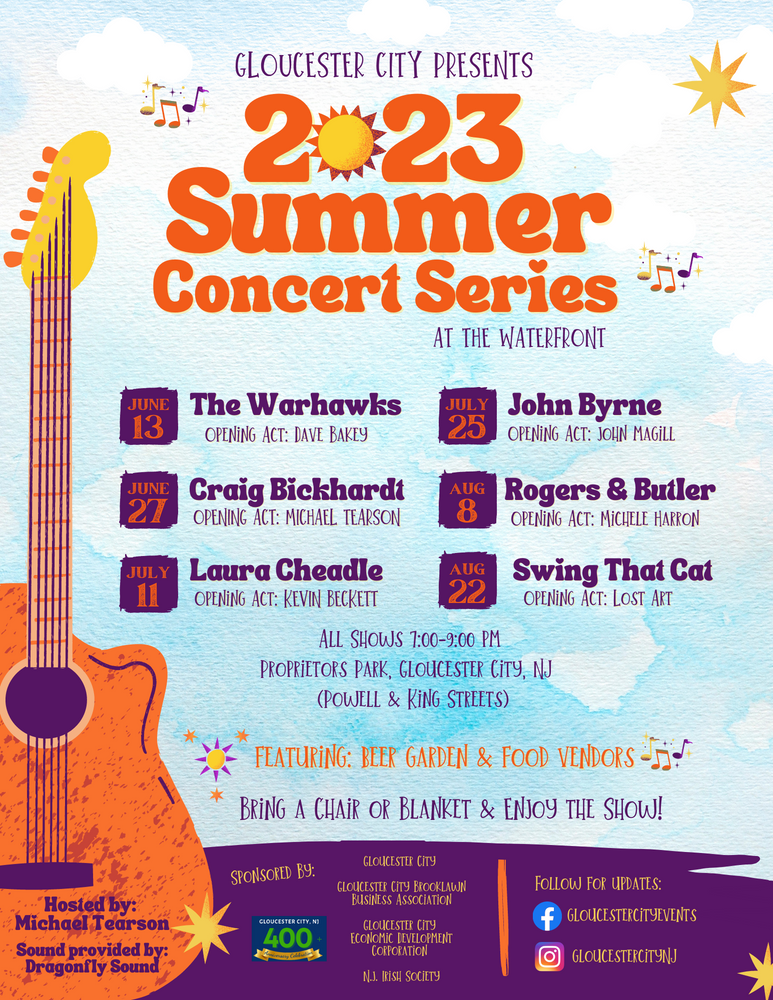 GLOUCESTER CITY PRESENTS
2023
Summer
Concert Series
AT THE WATERFRONT
JUNE
13
The Warhawks
OPENING ACT: DAVE BAKEY
JULY
25
John Byrne
OPENING ACT: JOHN MAGILL
JUNE
27
Craig Bickhardt
OPENING ACT: MICHAEL TEARSON
AUG
8
Rogers & Butler
OPENING ACT: MICHELE HARRON
JULY
11
Laura Cheadle
OPENING ACT: KEVIN BECKETT
AUG
22
Swing That Cat
OPENING ACT: LOST ART
ALL SHOWS 7:00-9:00 PM
PROPRIETORS PARK, GLOUCESTER CITY, NJ
(POWELL & KING STREETS)
FEATURING: BEER GARDEN & FOOD VENDORS
BRING A CHAIR OR BLANKET & ENJOY THE SHOW!
Hosted by:
Michael Tearson
Sound provided by:
Dragonfly Sound
SPONSORED BY:
GLOUCESTER CITY, NJ
400
Anniversary Celebration
GLOUCESTER CITY
GLOUCESTER CITY BROOKLAWN
BUSINESS ASSOCIATION
GLOUCESTER CITY
ECONOMIC DEVELOPMENT
CORPORATION
N.J. IRISH SOCIETY
FOLLOW FOR UPDATES:
GLOUCESTERCITYEVENTS
GLOUCESTERCITYNJ